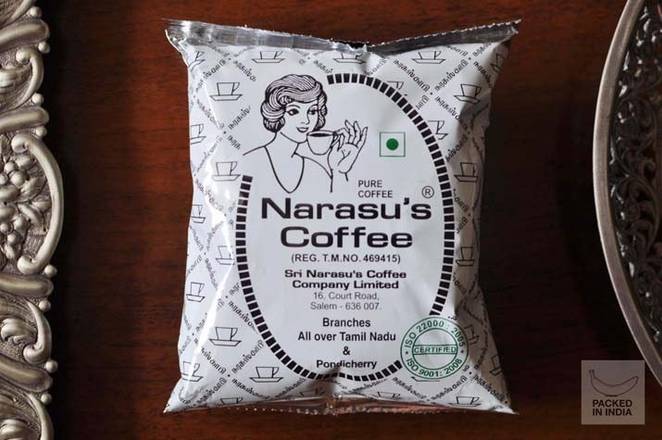 PURE
COFFEE
®
Narasu's
Coffee
(REG. T.M.NO. 469415)
Sri Narasu's Coffee
Company Limited
16, Court Road,
Salem - 636 007.
Branches
All over Tamil Nadu
&
Pondicherry
ISO 22000 : 2005
CERTIFIED
ISO 9001: 2008
PACKED
IN INDIA